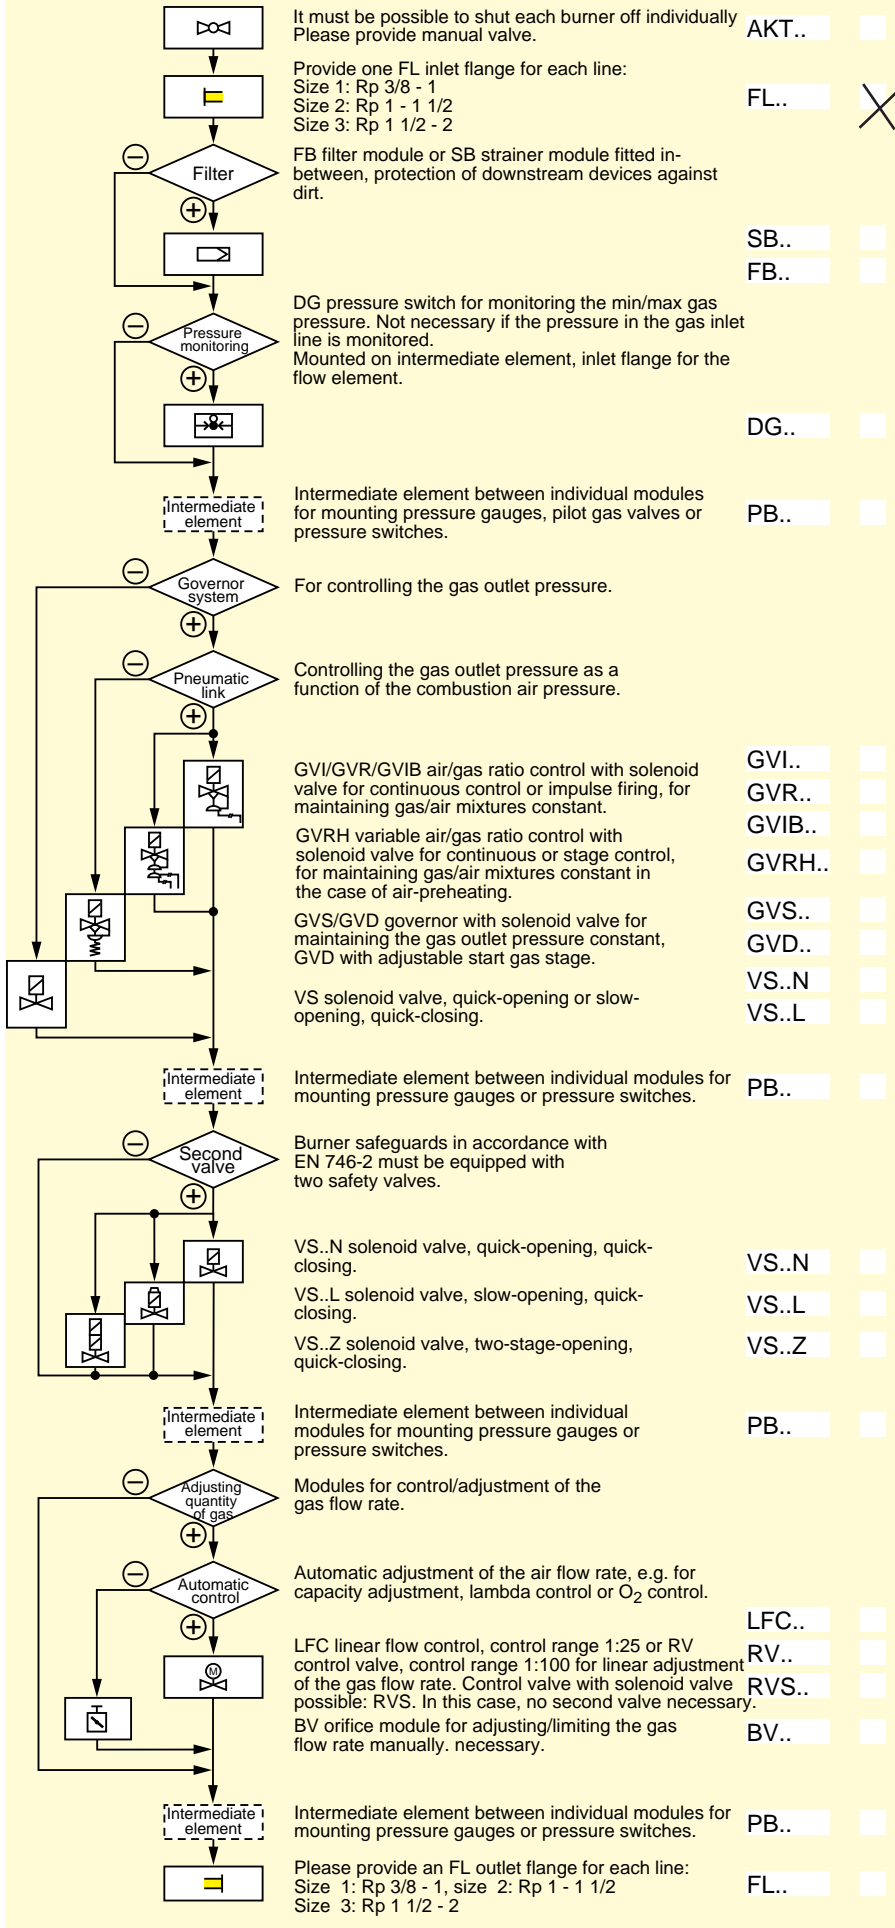 It must be possible to shut each burner off individually
Please provide manual valve.
AKT..
Provide one FL inlet flange for each line:
Size 1: Rp 3/8 - 1
Size 2: Rp 1 - 1 1/2
Size 3: Rp 1 1/2 - 2
FL..
−
Filter
+
FB filter module or SB strainer module fitted in-
between, protection of downstream devices against
dirt.
SB..
FB..
−
Pressure
monitoring
+
DG pressure switch for monitoring the min/max gas
pressure. Not necessary if the pressure in the gas inlet
line is monitored.
Mounted on intermediate element, inlet flange for the
flow element.
DG..
Intermediate
element
Intermediate element between individual modules
for mounting pressure gauges, pilot gas valves or
pressure switches.
PB..
−
Governor
system
+
For controlling the gas outlet pressure.
−
Pneumatic
link
+
Controlling the gas outlet pressure as a
function of the combustion air pressure.
GVI/GVR/GVIB air/gas ratio control with solenoid
valve for continuous control or impulse firing, for
maintaining gas/air mixtures constant.
GVI..
GVR..
GVIB..
GVRH variable air/gas ratio control with
solenoid valve for continuous or stage control,
for maintaining gas/air mixtures constant in
the case of air-preheating.
GVRH..
GVS/GVD governor with solenoid valve for
maintaining the gas outlet pressure constant,
GVD with adjustable start gas stage.
GVS..
GVD..
VS solenoid valve, quick-opening or slow-
opening, quick-closing.
VS..N
VS..L
Intermediate
element
Intermediate element between individual modules for
mounting pressure gauges or pressure switches.
PB..
−
Second
valve
+
Burner safeguards in accordance with
EN 746-2 must be equipped with
two safety valves.
VS..N solenoid valve, quick-opening, quick-
closing.
VS..N
VS..L solenoid valve, slow-opening, quick-
closing.
VS..L
VS..Z solenoid valve, two-stage-opening,
quick-closing.
VS..Z
Intermediate
element
Intermediate element between individual
modules for mounting pressure gauges or
pressure switches.
PB..
−
Adjusting
quantity
of gas
+
Modules for control/adjustment of the
gas flow rate.
−
Automatic
control
+
Automatic adjustment of the air flow rate, e.g. for
capacity adjustment, lambda control or O2 control.
M
LFC linear flow control, control range 1:25 or RV
control valve, control range 1:100 for linear adjustment
of the gas flow rate. Control valve with solenoid valve
possible: RVS. In this case, no second valve necessary.
LFC..
RV..
RVS..
BV orifice module for adjusting/limiting the gas
flow rate manually. necessary.
BV..
Intermediate
element
Intermediate element between individual modules for
mounting pressure gauges or pressure switches.
PB..
Please provide an FL outlet flange for each line:
Size 1: Rp 3/8 - 1, size 2: Rp 1 - 1 1/2
Size 3: Rp 1 1/2 - 2
FL..